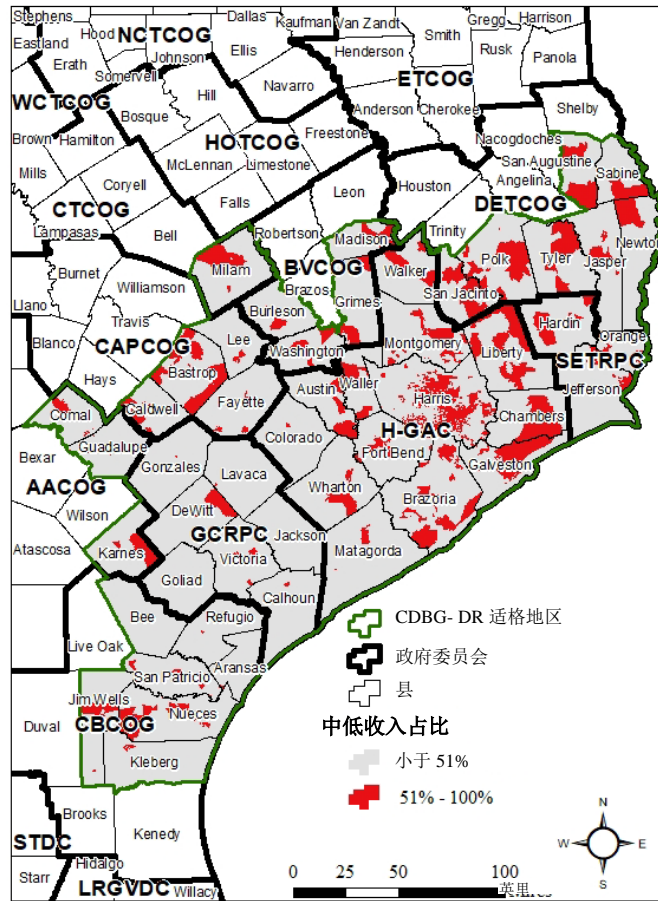 Stephens
Hood
NCTCOG
Dallas
Kaufman
Van Zandt
Gregg
Harrison
Eastland
Erath
Johnson
Ellis
Henderson
Smith
Rusk
Panola
Somervell
Hill
Navarro
ETCOG
WCTCOG
Bosque
Anderson
Cherokee
Shelby
Brown
Hamilton
HOTCOG
Freestone
Nacogdoches
Mills
McLennan
Limestone
San Augustine
Sabine
Coryell
Leon
Houston
Angelina
CTCOG
Falls
DETCOG
Lampasas
Bell
Robertson
Madison
Trinity
Newton
Burnet
Milam
BVCOG
Walker
Polk
Tyler
Jasper
Williamson
Brazos
Llano
Burleson
Grimes
San Jacinto
Travis
Lee
Washington
Montgomery
Liberty
Hardin
Orange
Blanco
CAPCOG
Bastrop
SETRPC
Hays
Austin
Waller
Harris
Jefferson
Comal
Caldwell
Fayette
Chambers
Guadalupe
Colorado
H-GAC
Bexar
Gonzales
Fort Bend
Galveston
AACOG
Lavaca
Wharton
Wilson
DeWitt
Brazoria
GCRPC
Jackson
Atascosa
Karnes
Victoria
Matagorda
Goliad
Calhoun
Bee
Refugio
Live Oak
Aransas
San Patricio
Jim Wells
Nueces
Duval
CBCOG
Kleberg
Brooks
Kenedy
STDC
Hidalgo
Starr
LRGVDC
Willacy
CDBG- DR 适格地区
政府委员会
县
中低收入占比
小于 51%
51% - 100%
N
W
E
S
0
25
50
100
英里